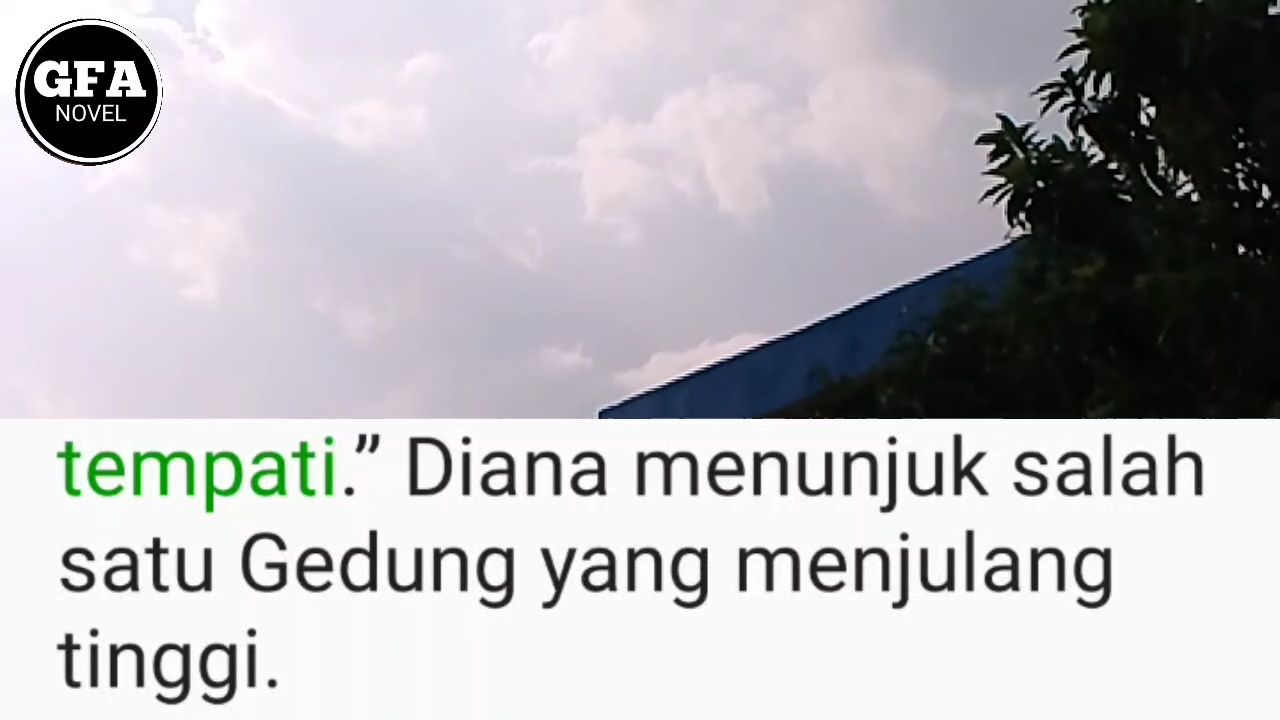 GFA
NOVEL
tempati.” Diana menunjuk salah
satu Gedung yang menjulang
tinggi.